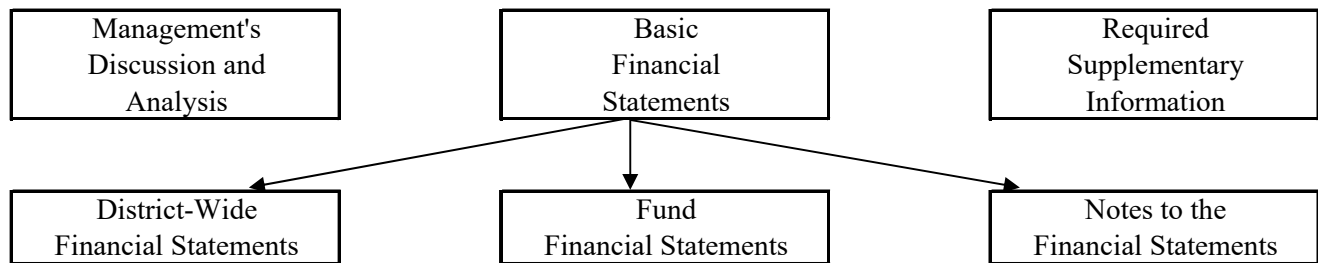 Management's
Discussion and
Analysis
Basic
Financial
Statements
Required
Supplementary
Information
District-Wide
Financial Statements
Fund
Financial Statements
Notes to the
Financial Statements